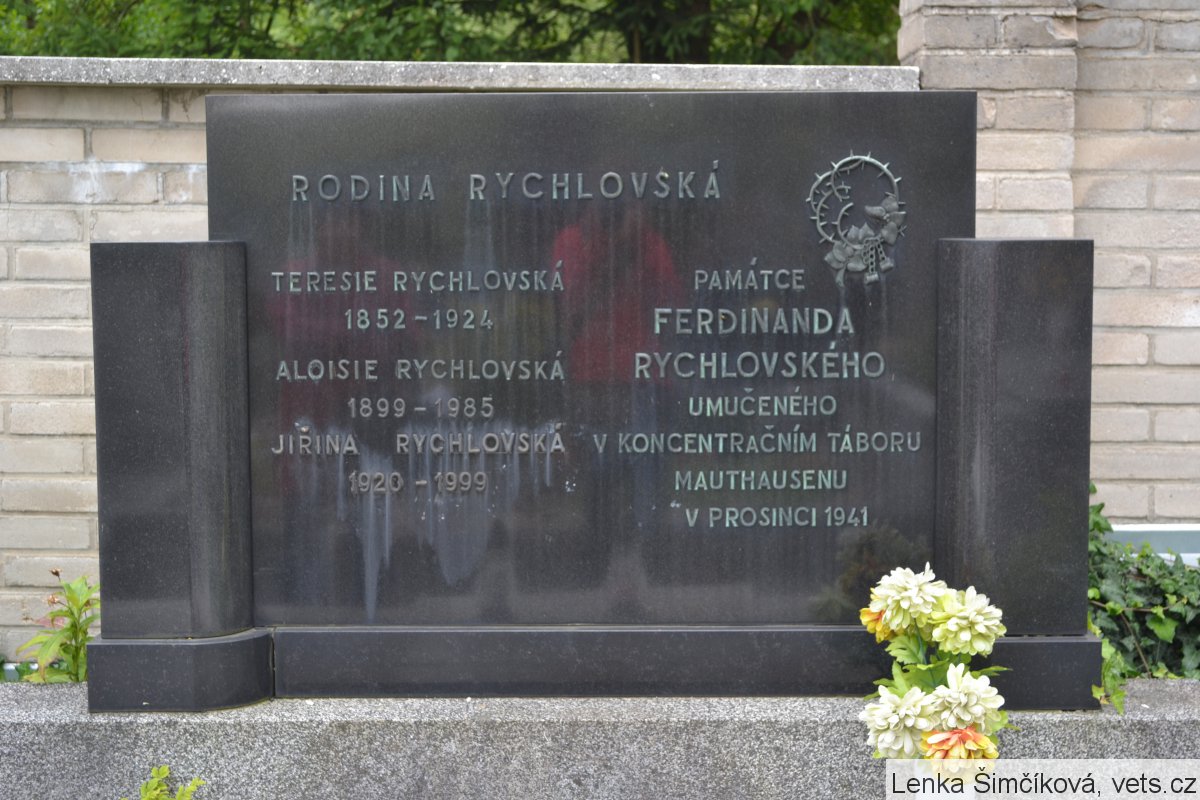 RODINA RYCHLOVSKÁ
TERESIE RYCHLOVSKÁ
1852 - 1924
ALOISIE RYCHLOVSKÁ
1899 - 1985
JIŘINA RYCHLOVSKÁ
1920 - 1999
PAMÁTCE
FERDINANDA
RYCHLOVSKÉHO
UMUČENÉHO
V KONCENTRAČNÍM TÁBORU
MAUTHAUSENU
V PROSINCI 1941
Lenka Šimčíková, vets.cz